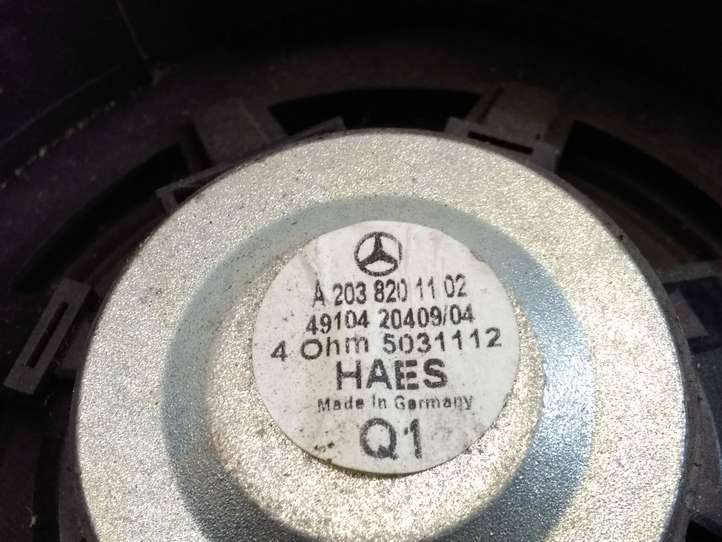 A 203 820 11 02
49104 20409/04
4 Ohm 5031112
HAES
Made In Germany
Q1